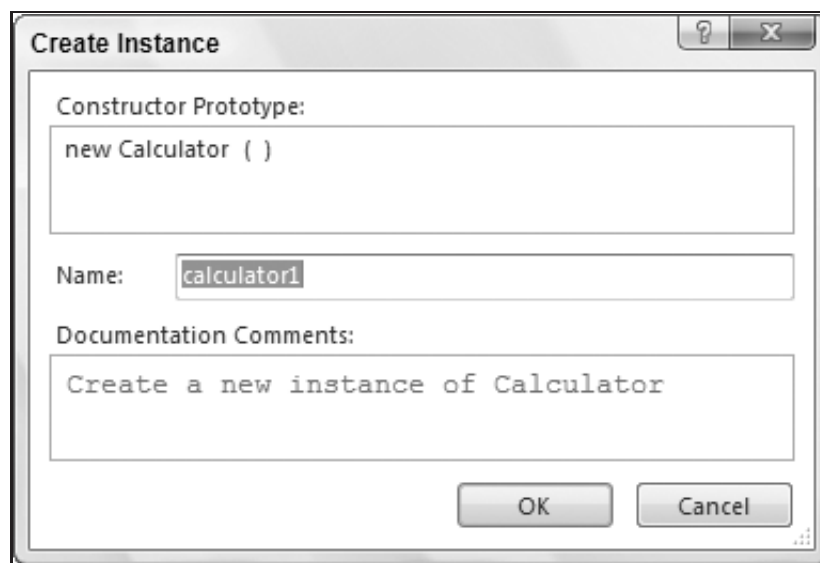 Create Instance
?
Constructor Prototype:
new Calculator ( )
Name:
calculator1
Documentation Comments:
Create a new instance of Calculator
OK
Cancel